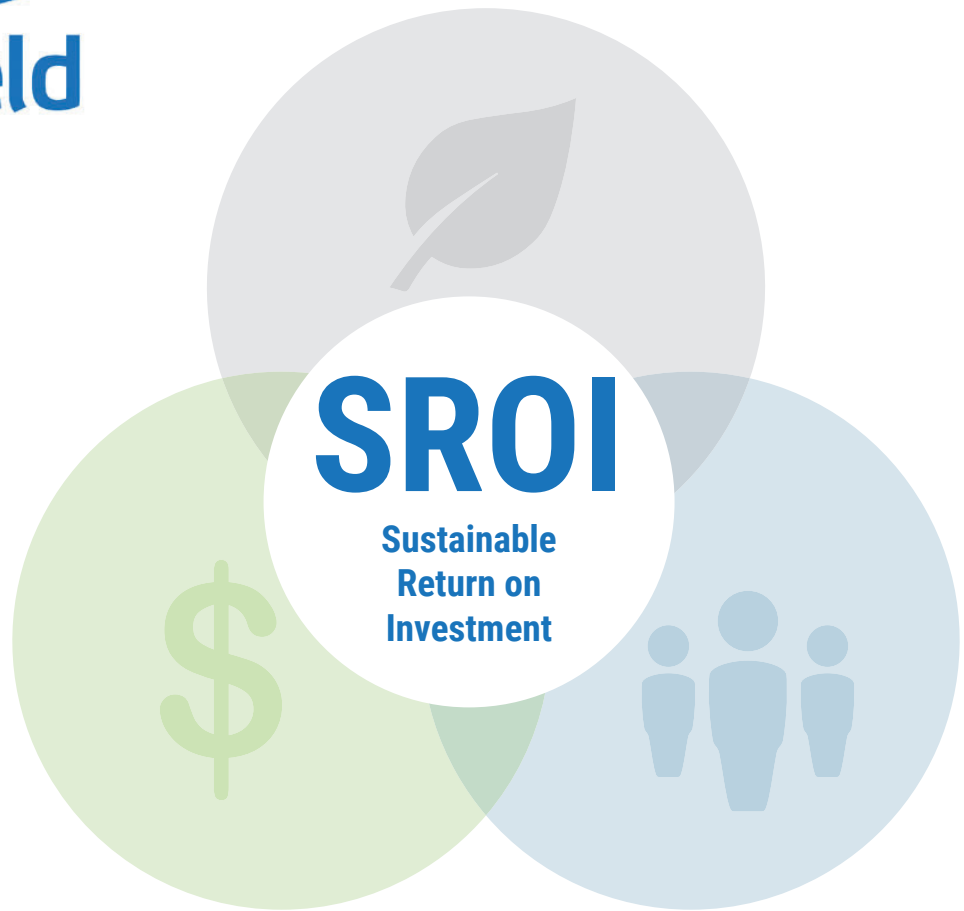 eld
SROI
Sustainable
Return on
Investment